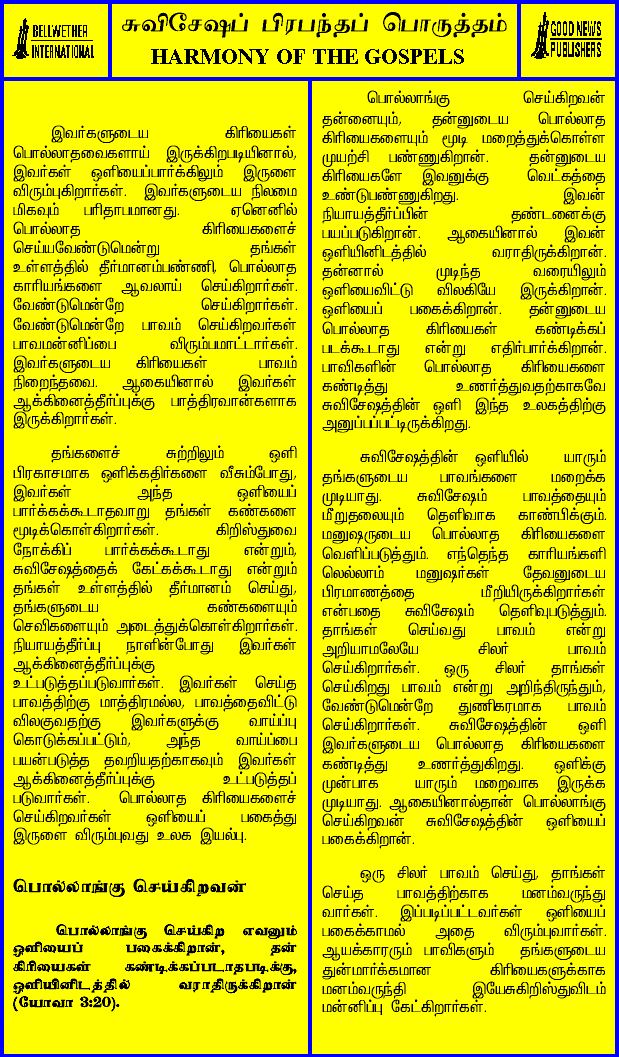 BELLWETHER
INTERNATIONAL
சுவிசேஷப் பிரபந்தப் பொருத்தம்
HARMONY OF THE GOSPELS
GOOD NEWS
PUBLISHERS
இவர்களுடைய கிரியைகள்
பொல்லாதவைகளாய் இருக்கிறபடியினால்,
இவர்கள் ஒளியைப்பார்க்கிலும் இருளை
விரும்புகிறார்கள். இவர்களுடைய நிலமை
மிகவும் பரிதாபமானது. ஏனெனில்
பொல்லாத கிரியைகளைச்
செய்யவேண்டுமென்று தங்கள்
உள்ளத்தில் தீர்மானம்பண்ணி, பொல்லாத
காரியங்களை ஆவலாய் செய்கிறார்கள்.
வேண்டுமென்றே செய்கிறார்கள்.
வேண்டுமென்றே பாவம் செய்கிறவர்கள்
பாவமன்னிப்பை விரும்பமாட்டார்கள்.
இவர்களுடைய கிரியைகள் பாவம்
நிறைந்தவை. ஆகையினால் இவர்கள்
ஆக்கினைத்தீர்ப்புக்கு பாத்திரவான்களாக
இருக்கிறார்கள்.
தங்களைச் சுற்றிலும் ஒளி
பிரகாசமாக ஒளிக்கதிர்களை வீசும்போது,
இவர்கள் அந்த ஒளியைப்
பார்க்கக்கூடாதவாறு தங்கள் கண்களை
மூடிக்கொள்கிறார்கள். கிறிஸ்துவை
நோக்கிப் பார்க்கக்கூடாது என்றும்,
சுவிசேஷத்தைக் கேட்கக்கூடாது என்றும்
தங்கள் உள்ளத்தில் தீர்மானம் செய்து,
தங்களுடைய கண்களையும்
செவிகளையும் அடைத்துக்கொள்கிறார்கள்.
நியாயத்தீர்ப்பு நாளின்போது இவர்கள்
ஆக்கினைத்தீர்ப்புக்கு
உட்படுத்தப்படுவார்கள். இவர்கள் செய்த
பாவத்திற்கு மாத்திரமல்ல, பாவத்தைவிட்டு
விலகுவதற்கு இவர்களுக்கு வாய்ப்பு
கொடுக்கப்பட்டும், அந்த வாய்ப்பை
பயன்படுத்த தவறியதற்காகவும் இவர்கள்
ஆக்கினைத்தீர்ப்புக்கு உட்படுத்தப்
படுவார்கள். பொல்லாத கிரியைகளைச்
செய்கிறவர்கள் ஒளியைப் பகைத்து
இருளை விரும்புவது உலக இயல்பு.
பொல்லாங்கு செய்கிறவன்
பொல்லாங்கு செய்கிற எவனும்
ஒளியைப் பகைக்கிறான், தன்
கிரியைகள் கண்டிக்கப்படாதபடிக்கு,
ஒளியினிடத்தில் வராதிருக்கிறான்
(யோவா 3:20).
பொல்லாங்கு செய்கிறவன்
தன்னையும், தன்னுடைய பொல்லாத
கிரியைகளையும் மூடி மறைத்துக்கொள்ள
முயற்சி பண்ணுகிறான். தன்னுடைய
கிரியைகளே இவனுக்கு வெட்கத்தை
உண்டுபண்ணுகிறது. இவன்
நியாயத்தீர்ப்பின் தண்டனைக்கு
பயப்படுகிறான். ஆகையினால் இவன்
ஒளியினிடத்தில் வராதிருக்கிறான்.
தன்னால் முடிந்த வரையிலும்
ஒளியைவிட்டு விலகியே இருக்கிறான்.
ஒளியைப் பகைக்கிறான். தன்னுடைய
பொல்லாத கிரியைகள் கண்டிக்கப்
படக்கூடாது என்று எதிர்பார்க்கிறான்.
பாவிகளின் பொல்லாத கிரியைகளை
கண்டித்து உணர்த்துவதற்காகவே
சுவிசேஷத்தின் ஒளி இந்த உலகத்திற்கு
அனுப்பப்பட்டிருக்கிறது.
சுவிசேஷத்தின் ஒளியில் யாரும்
தங்களுடைய பாவங்களை மறைக்க
முடியாது. சுவிசேஷம் பாவத்தையும்
மீறுதலையும் தெளிவாக காண்பிக்கும்.
மனுஷருடைய பொல்லாத கிரியைகளை
வெளிப்படுத்தும். எந்தெந்த காரியங்களி
லெல்லாம் மனுஷர்கள் தேவனுடைய
பிரமாணத்தை மீறியிருக்கிறார்கள்
என்பதை சுவிசேஷம் தெளிவுபடுத்தும்.
தாங்கள் செய்வது பாவம் என்று
அறியாமலேயே சிலர் பாவம்
செய்கிறார்கள். ஒரு சிலர் தாங்கள்
செய்கிறது பாவம் என்று அறிந்திருந்தும்,
வேண்டுமென்றே துணிகரமாக பாவம்
செய்கிறார்கள். சுவிசேஷத்தின் ஒளி
இவர்களுடைய பொல்லாத கிரியைகளை
கண்டித்து உணர்த்துகிறது. ஒளிக்கு
முன்பாக யாரும் மறைவாக இருக்க
முடியாது. ஆகையினால்தான் பொல்லாங்கு
செய்கிறவன் சுவிசேஷத்தின் ஒளியைப்
பகைக்கிறான்.
ஒரு சிலர் பாவம் செய்து, தாங்கள்
செய்த பாவத்திற்காக மனம்வருந்து
வார்கள். இப்படிப்பட்டவர்கள் ஒளியைப்
பகைக்காமல் அதை விரும்புவார்கள்.
ஆயக்காரரும் பாவிகளும் தங்களுடைய
துன்மார்க்கமான கிரியைகளுக்காக
மனம்வருந்தி இயேசுகிறிஸ்துவிடம்
மன்னிப்பு கேட்கிறார்கள்.